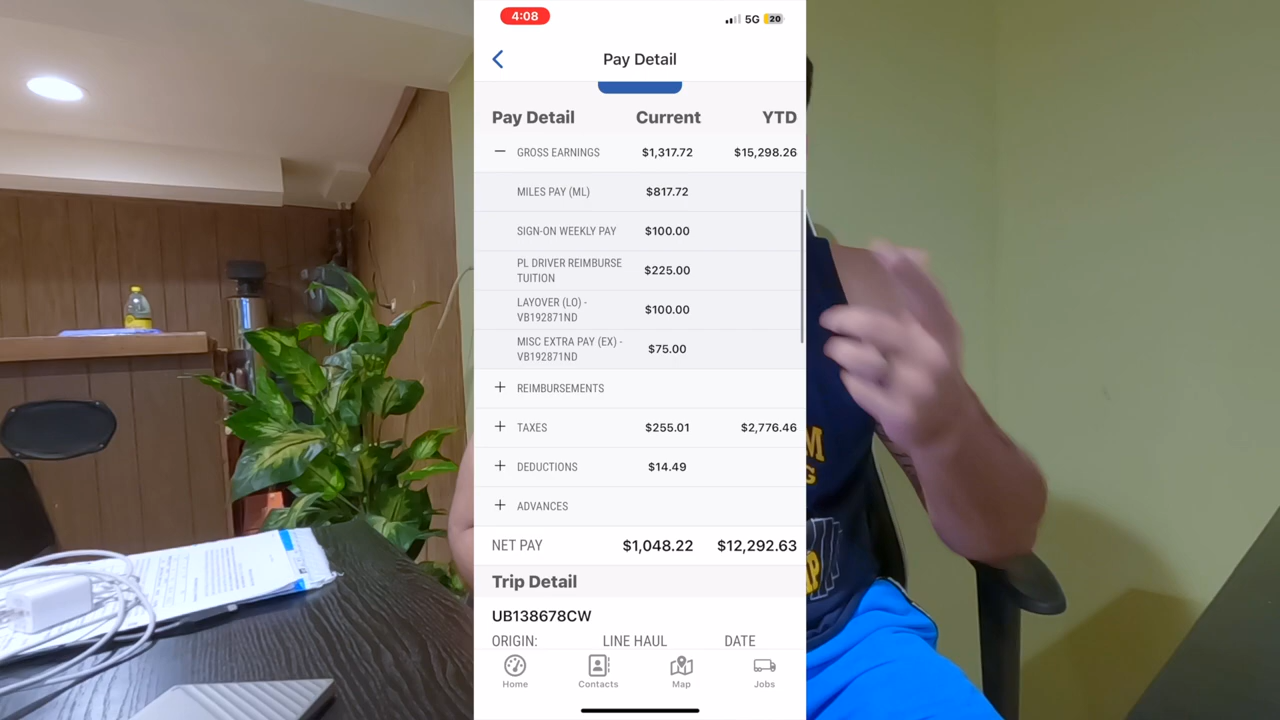 4:08
5G 20
Pay Detail
Pay Detail Current YTD
GROSS EARNINGS $1,317.72 $15,298.26
MILES PAY (ML) $817.72
SIGN-ON WEEKLY PAY $100.00
PL DRIVER REIMBURSE
TUITION $225.00
LAYOVER (LO) -
VB192871ND $100.00
MISC EXTRA PAY (EX) -
VB192871ND $75.00
REIMBURSEMENTS
TAXES $255.01 $2,776.46
DEDUCTIONS $14.49
ADVANCES
NET PAY $1,048.22 $12,292.63
Trip Detail
UB138678CW
ORIGIN: LINE HAUL DATE
Home Contacts Map Jobs